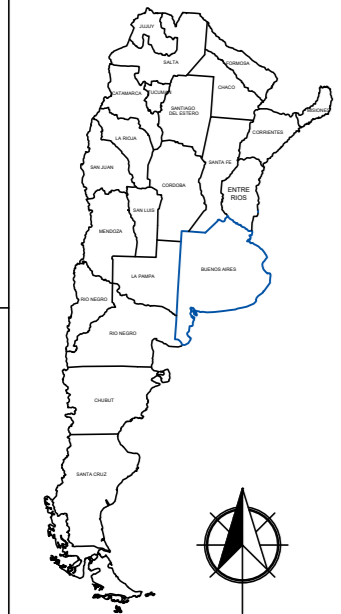 JUJUY
SALTA
FORMOSA
CATAMARCA
TUCUMAN
CHACO
SANTIAGO
DEL ESTERO
MISIONES
LA RIOJA
CORRIENTES
SANTA FE
SAN JUAN
CORDOBA
ENTRE
RIOS
SAN LUIS
MENDOZA
BUENOS AIRES
LA PAMPA
RIO NEGRO
RIO NEGRO
CHUBUT
SANTA CRUZ